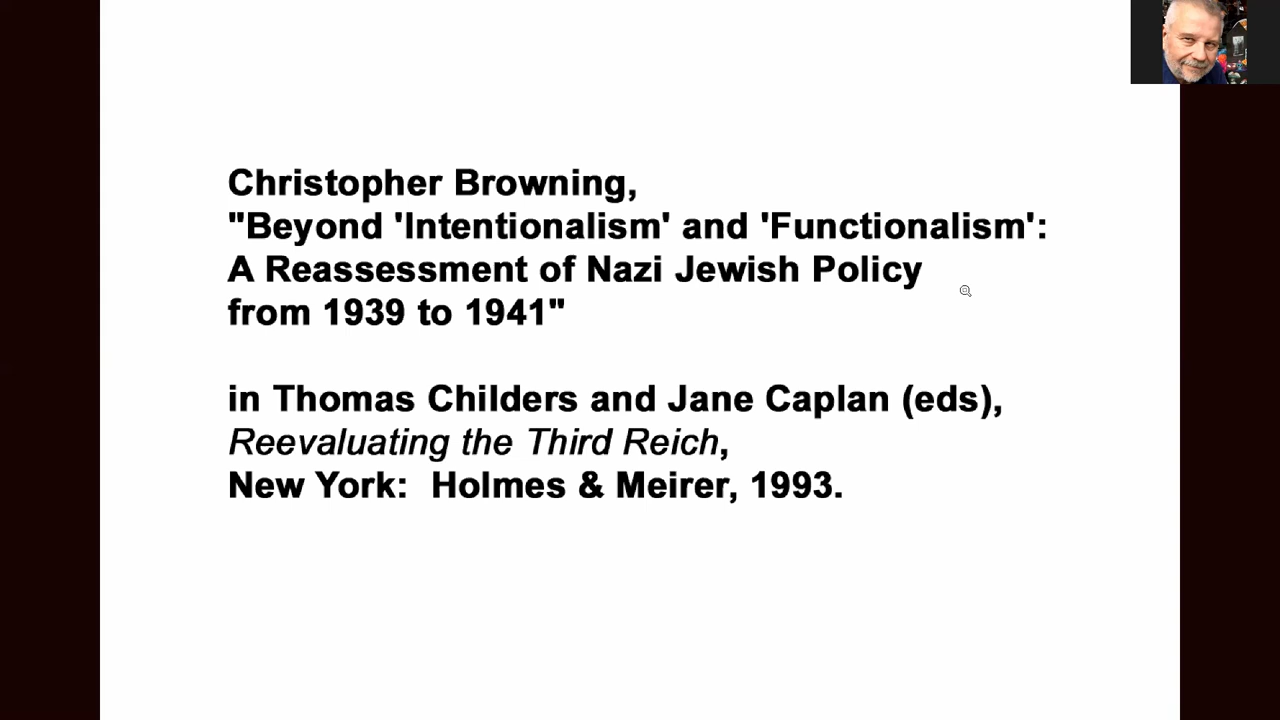 Christopher Browning,
"Beyond 'Intentionalism' and 'Functionalism':
A Reassessment of Nazi Jewish Policy
from 1939 to 1941"
in Thomas Childers and Jane Caplan (eds),
Reevaluating the Third Reich,
New York:  Holmes & Meirer, 1993.